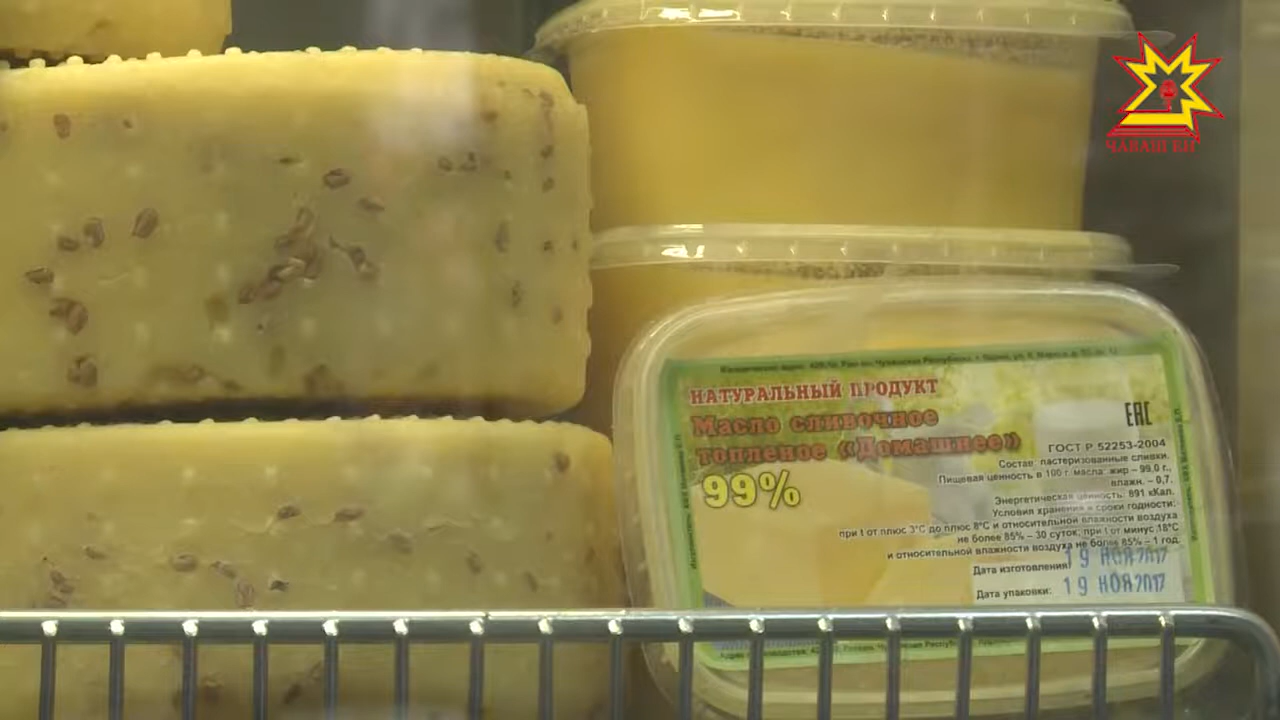 ЧӐВАШ ЕН
НАТУРАЛЬНЫЙ ПРОДУКТ
Масло сливочное
топленое «Домашнее»
99%
ЕАС
ГОСТ Р 52253-2004
Состав: пастеризованные сливки.
Пищевая ценность в 100 г. масла: жир – 99,0 г.,
влажн. – 0,7.
Энергетическая ценность: 891 кКал.
Условия хранения и сроки годности:
при t от плюс 3°С до плюс 8°С и относительной влажности воздуха
не более 85% – 30 суток, при t от минус 18°С
и относительной влажности воздуха не более 85% – 1 год.
Дата изготовления: 19 НОЯ 2017
Дата упаковки: 19 НОЯ 2017